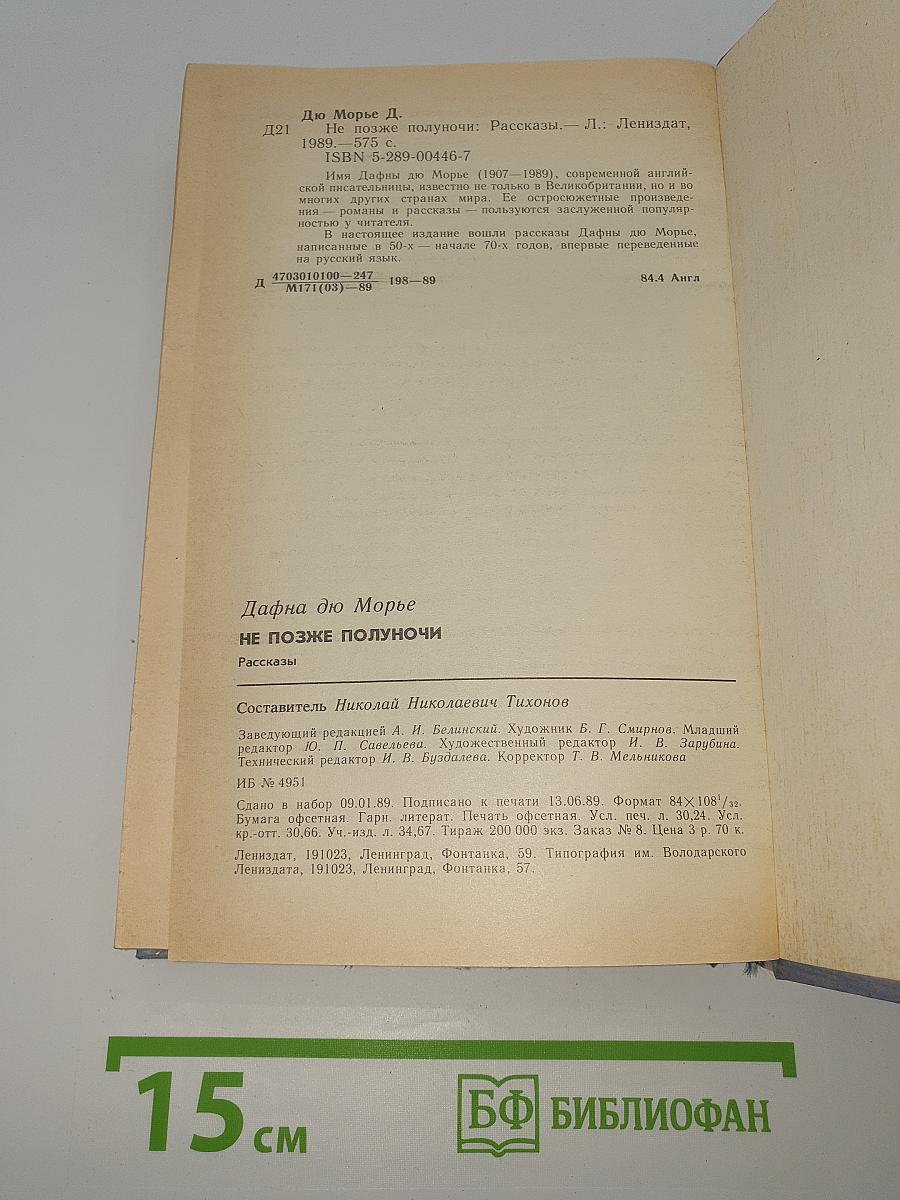 Дю Морье Д.
Д21 Не позже полуночи: Рассказы.— Л.: Лениздат,
1989.—575 с.
ISBN 5-289-00446-7
Имя Дафны дю Морье (1907—1989), современной англий-
ской писательницы, известно не только в Великобритании, но и во
многих других странах мира. Ее остросюжетные произведе-
ния — романы и рассказы — пользуются заслуженной популяр-
ностью у читателя.
В настоящее издание вошли рассказы Дафны дю Морье,
написанные в 50-х — начале 70-х годов, впервые переведенные
на русский язык.
Д 4703010100—247
М171(03)—89 198—89 84.4 Англ
Дафна дю Морье
НЕ ПОЗЖЕ ПОЛУНОЧИ
Рассказы
Составитель Николай Николаевич Тихонов
Заведующий редакцией А. И. Белинский. Художник Б. Г. Смирнов. Младший
редактор Ю. П. Савельева. Художественный редактор И. В. Зарубина.
Технический редактор И. В. Буздалева. Корректор Т. В. Мельникова
ИБ № 4951
Сдано в набор 09.01.89. Подписано к печати 13.06.89. Формат 84×108¹/₃₂.
Бумага офсетная. Гарн. литерат. Печать офсетная. Усл. печ. л. 30,24. Усл.
кр.-отт. 30,66. Уч.-изд. л. 34,67. Тираж 200 000 экз. Заказ № 8. Цена 3 р. 70 к.
Лениздат, 191023, Ленинград, Фонтанка, 59. Типография им. Володарского
Лениздата, 191023, Ленинград, Фонтанка, 57.
15 см
БФ БИБЛИОФАН